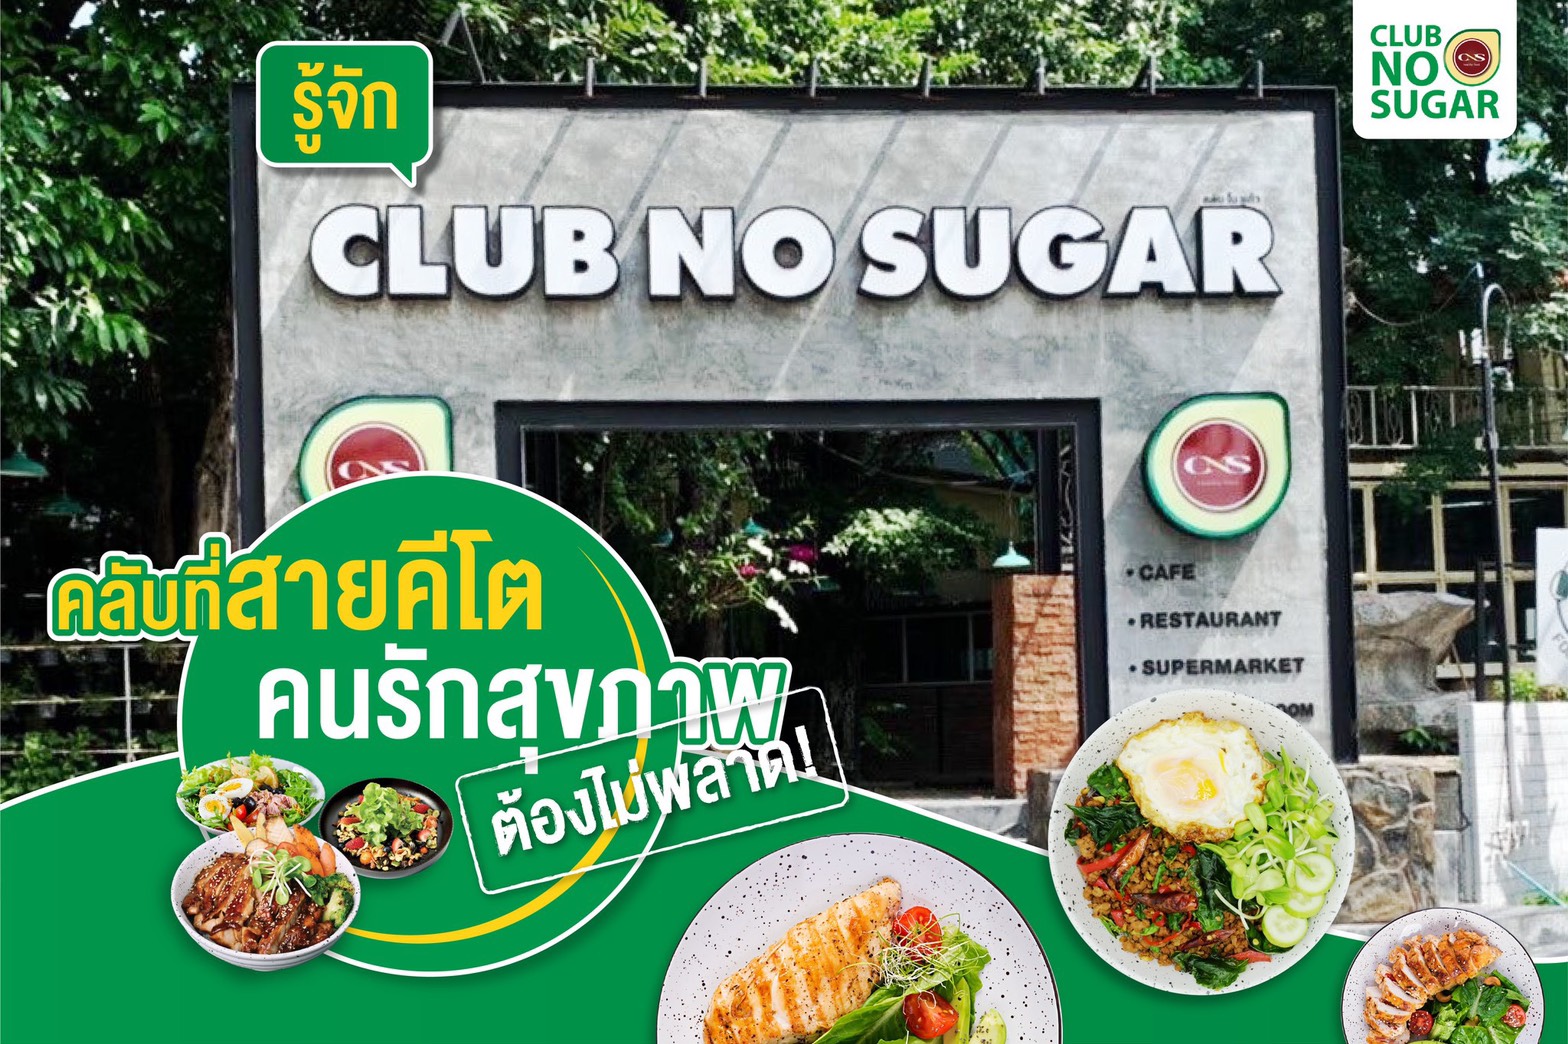 รู้จัก
CLUB
NO
SUGAR
CNS
CLUB NO SUGAR
CNS
CNS
• CAFE
• RESTAURANT
• SUPERMARKET
คลับที่สายคีโต
คนรักสุขภาพ
ต้องไม่พลาด!